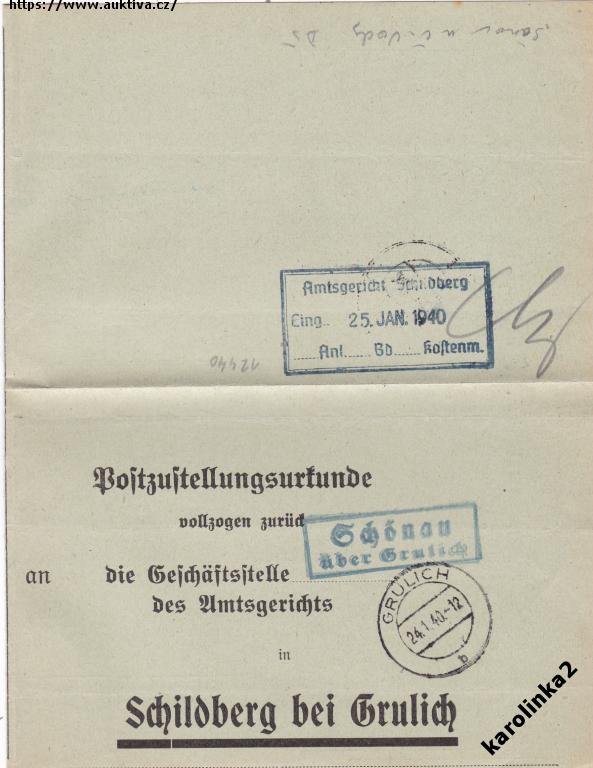 https://www.auktiva.cz/
Amtsgericht Schildberg
Eing.. 25. JAN. 1940
......Anl......Bd......Kostenm.
12440
Postzustellungsurkunde
vollzogen zurück
Schönau
über Grulich
an die Geschäftsstelle
des Amtsgerichts
GRULICH
24.1.40.-12
b
in
Schildberg bei Grulich
karolinka2